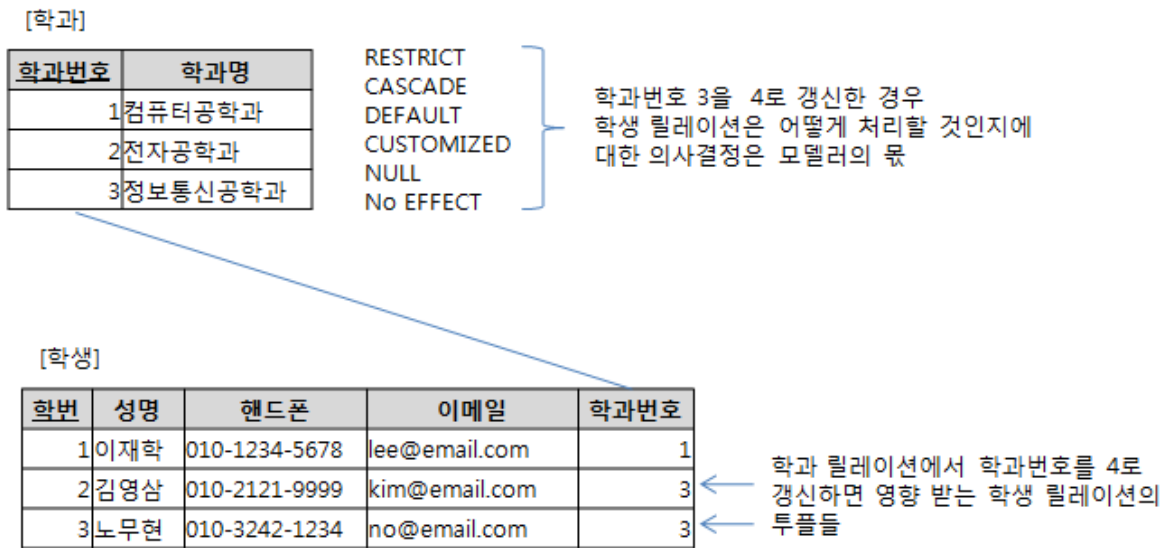 [학과]
학과번호 학과명
1 컴퓨터공학과
2 전자공학과
3 정보통신공학과
RESTRICT
CASCADE
DEFAULT
CUSTOMIZED
NULL
No EFFECT
학과번호 3을 4로 갱신한 경우
학생 릴레이션은 어떻게 처리할 것인지에
대한 의사결정은 모델러의 몫
[학생]
학번 성명 핸드폰 이메일 학과번호
1 이재학 010-1234-5678 lee@email.com 1
2 김영삼 010-2121-9999 kim@email.com 3
3 노무현 010-3242-1234 no@email.com 3
학과 릴레이션에서 학과번호를 4로
갱신하면 영향 받는 학생 릴레이션의
투플들